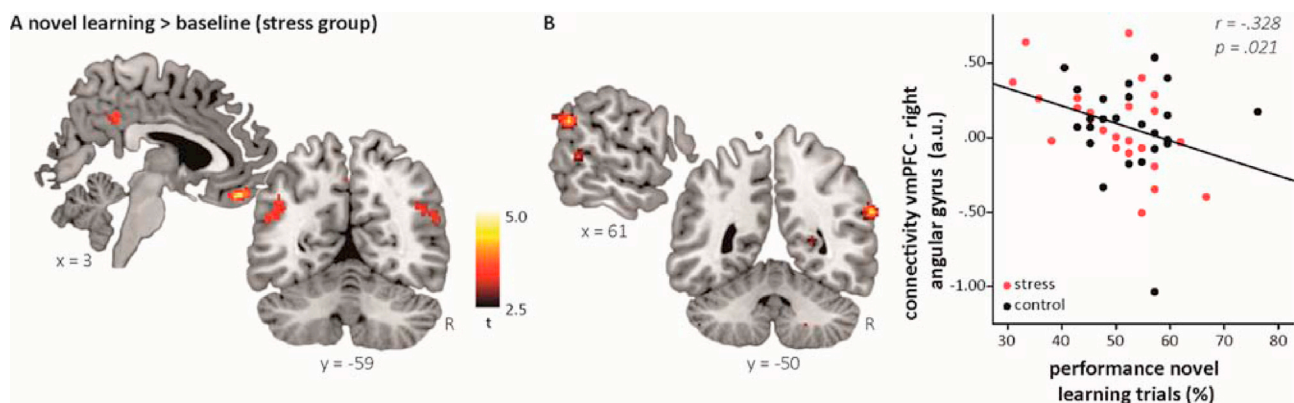 A novel learning > baseline (stress group)
B
x = 3
y = -59
R
5.0
2.5
t
x = 61
y = -50
R
r = -.328
p = .021
.50
.00
-.50
-1.00
connectivity vmPFC - right
angular gyrus (a.u.)
stress
control
30 40 50 60 70 80
performance novel
learning trials (%)